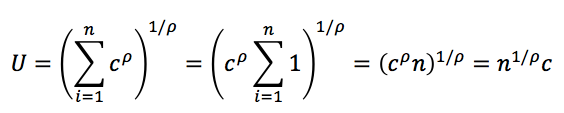 U = (∑_{i=1}^{n} c^ρ)^{1/ρ} = (c^ρ ∑_{i=1}^{n} 1)^{1/ρ} = (c^ρ n)^{1/ρ} = n^{1/ρ} c